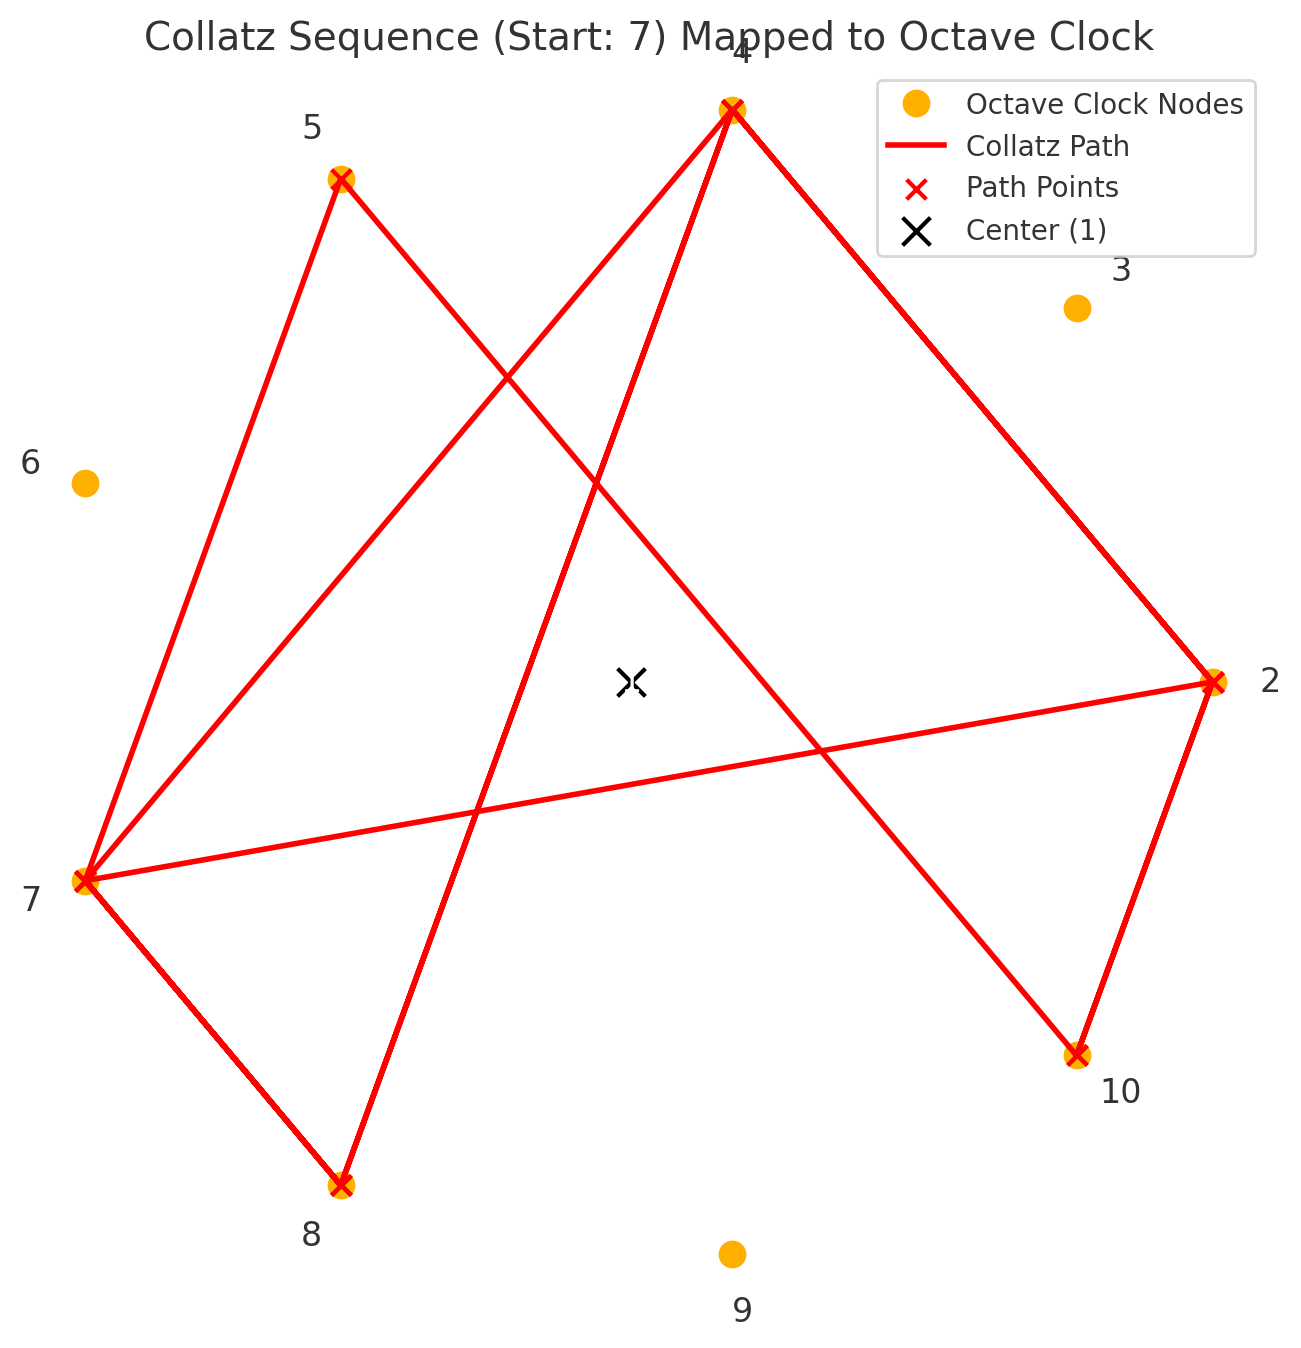 Collatz Sequence (Start: 7) Mapped to Octave Clock
4
Octave Clock Nodes
Collatz Path
Path Points
Center (1)
5
3
6
2
7
10
8
9